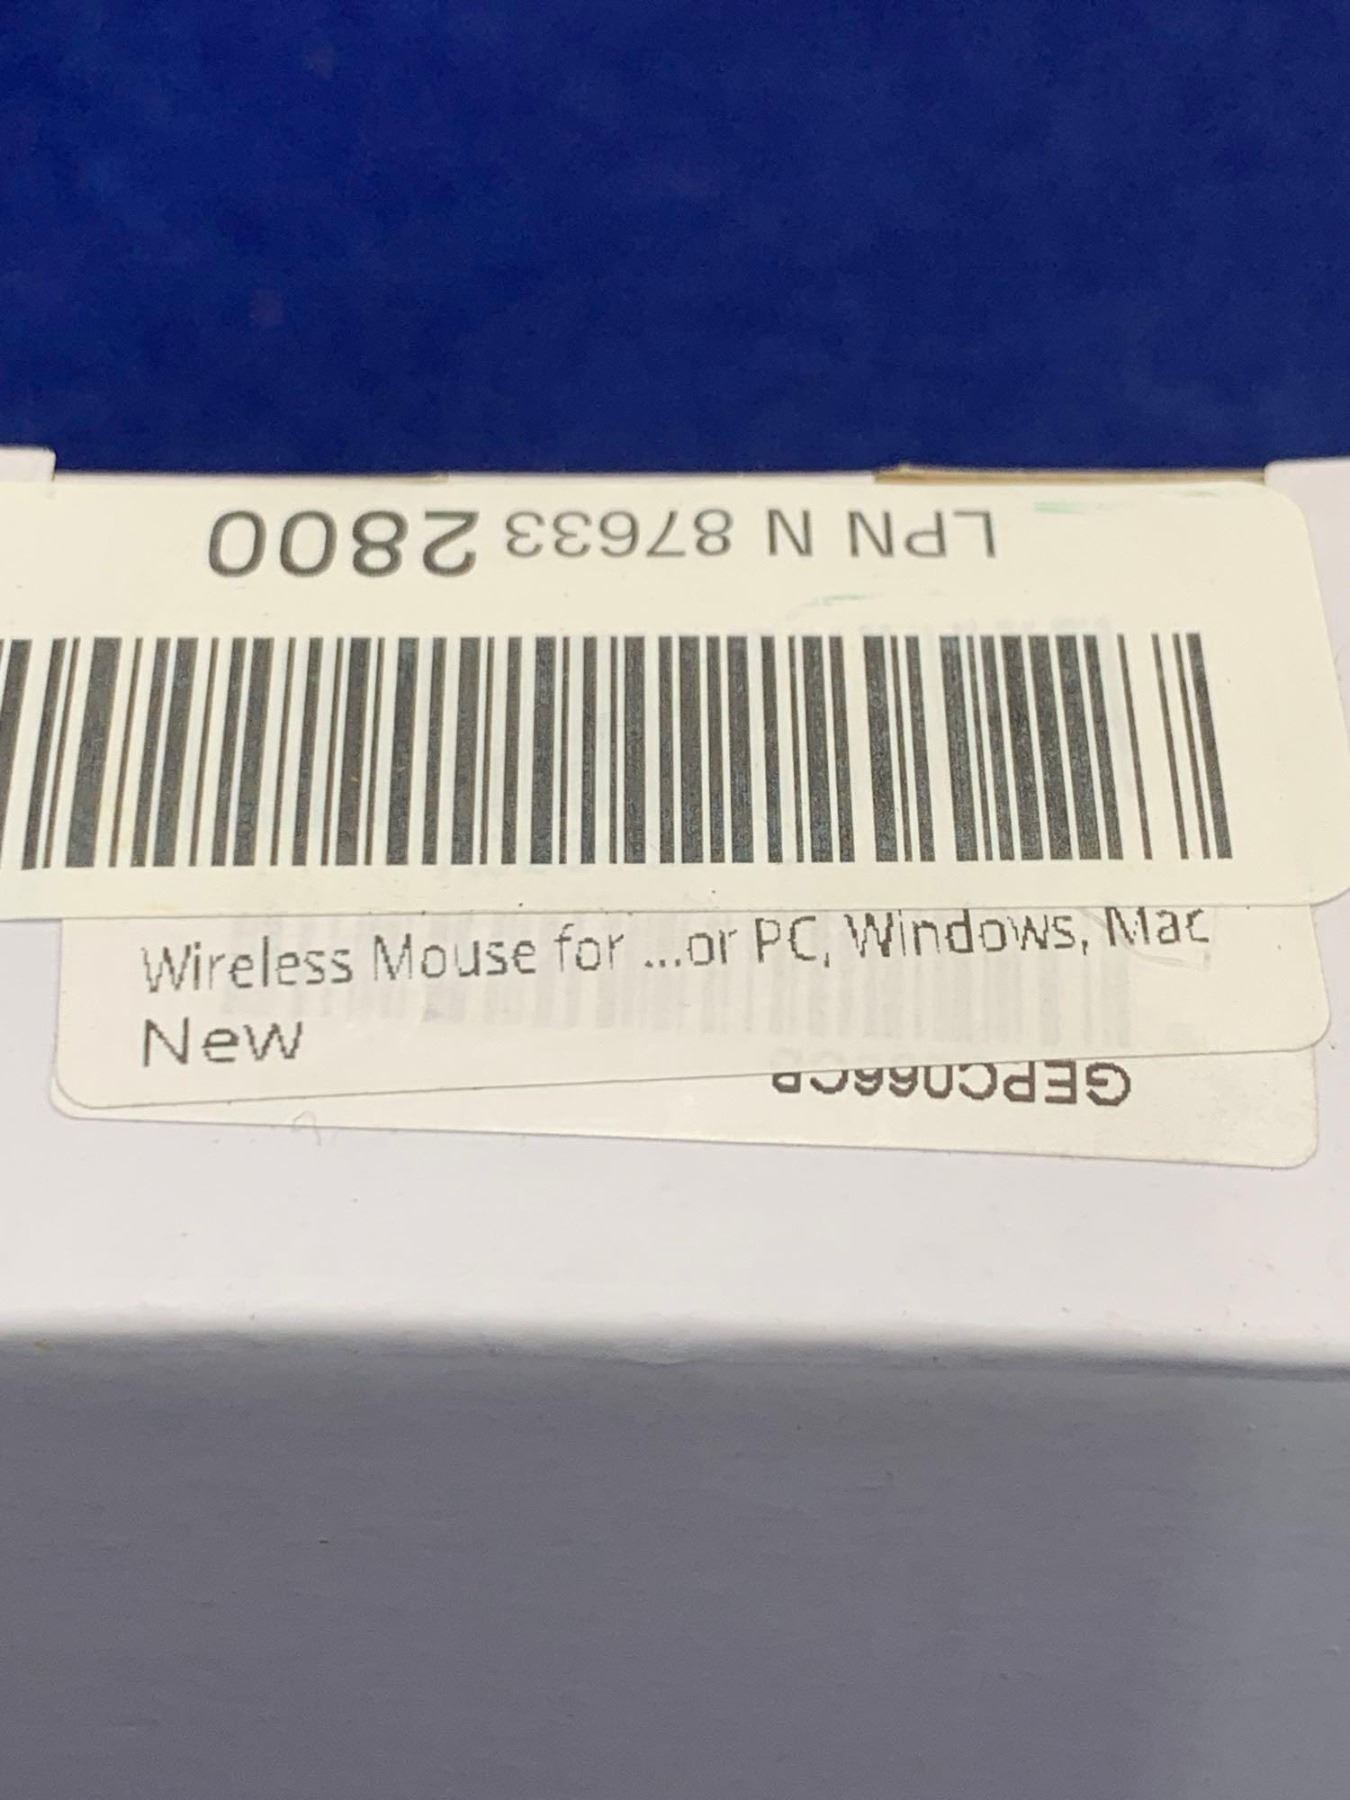 LPN N 87633 2800
Wireless Mouse for ...or PC, Windows, Mac
New
GEPC066CB